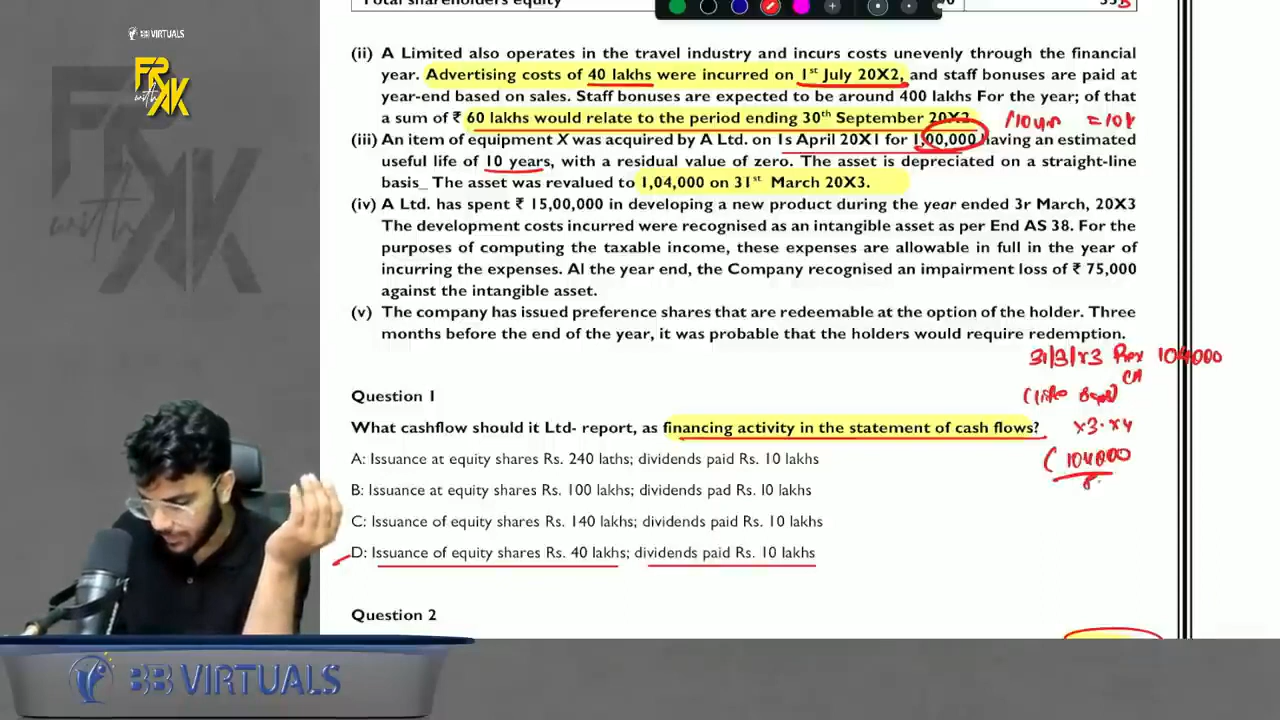 Total shareholders equity
BB VIRTUALS
FR
with AK
(ii) A Limited also operates in the travel industry and incurs costs unevenly through the financial
year. Advertising costs of 40 lakhs were incurred on 1st July 20X2, and staff bonuses are paid at
year-end based on sales. Staff bonuses are expected to be around 400 lakhs For the year; of that
a sum of ₹ 60 lakhs would relate to the period ending 30th September 20X2.
(iii) An item of equipment X was acquired by A Ltd. on 1s April 20X1 for 1,00,000 having an estimated
useful life of 10 years, with a residual value of zero. The asset is depreciated on a straight-line
basis_ The asset was revalued to 1,04,000 on 31st March 20X3.
(iv) A Ltd. has spent ₹ 15,00,000 in developing a new product during the year ended 3r March, 20X3
The development costs incurred were recognised as an intangible asset as per End AS 38. For the
purposes of computing the taxable income, these expenses are allowable in full in the year of
incurring the expenses. Al the year end, the Company recognised an impairment loss of ₹ 75,000
against the intangible asset.
(v) The company has issued preference shares that are redeemable at the option of the holder. Three
months before the end of the year, it was probable that the holders would require redemption.
31/3/x3 Rev 104000
x3 · x4
(104000
8
Question 1
What cashflow should it Ltd- report, as financing activity in the statement of cash flows?
A: Issuance at equity shares Rs. 240 laths; dividends paid Rs. 10 lakhs
B: Issuance at equity shares Rs. 100 lakhs; dividends pad Rs. 10 lakhs
C: Issuance of equity shares Rs. 140 lakhs; dividends paid Rs. 10 lakhs
D: Issuance of equity shares Rs. 40 lakhs; dividends paid Rs. 10 lakhs
Question 2
BB VIRTUALS